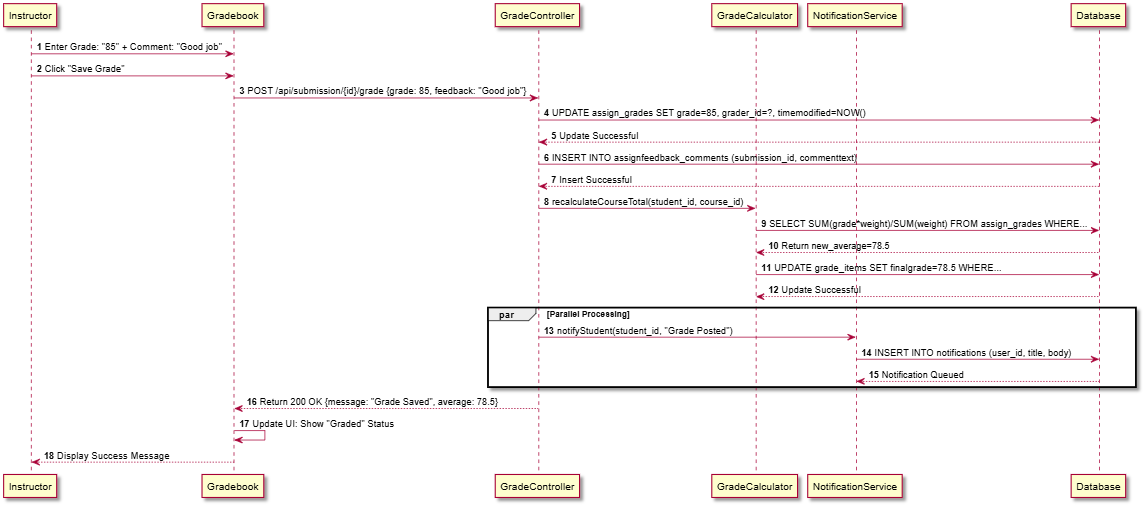 Instructor Gradebook GradeController GradeCalculator NotificationService Database
1 Enter Grade: "85" + Comment: "Good job"
2 Click "Save Grade"
3 POST /api/submission/{id}/grade {grade: 85, feedback: "Good job"}
4 UPDATE assign_grades SET grade=85, grader_id=?, timemodified=NOW()
5 Update Successful
6 INSERT INTO assignfeedback_comments (submission_id, commenttext)
7 Insert Successful
8 recalculateCourseTotal(student_id, course_id)
9 SELECT SUM(grade*weight)/SUM(weight) FROM assign_grades WHERE...
10 Return new_average=78.5
11 UPDATE grade_items SET finalgrade=78.5 WHERE...
12 Update Successful
par [Parallel Processing]
13 notifyStudent(student_id, "Grade Posted")
14 INSERT INTO notifications (user_id, title, body)
15 Notification Queued
16 Return 200 OK {message: "Grade Saved", average: 78.5}
17 Update UI: Show "Graded" Status
18 Display Success Message
Instructor Gradebook GradeController GradeCalculator NotificationService Database